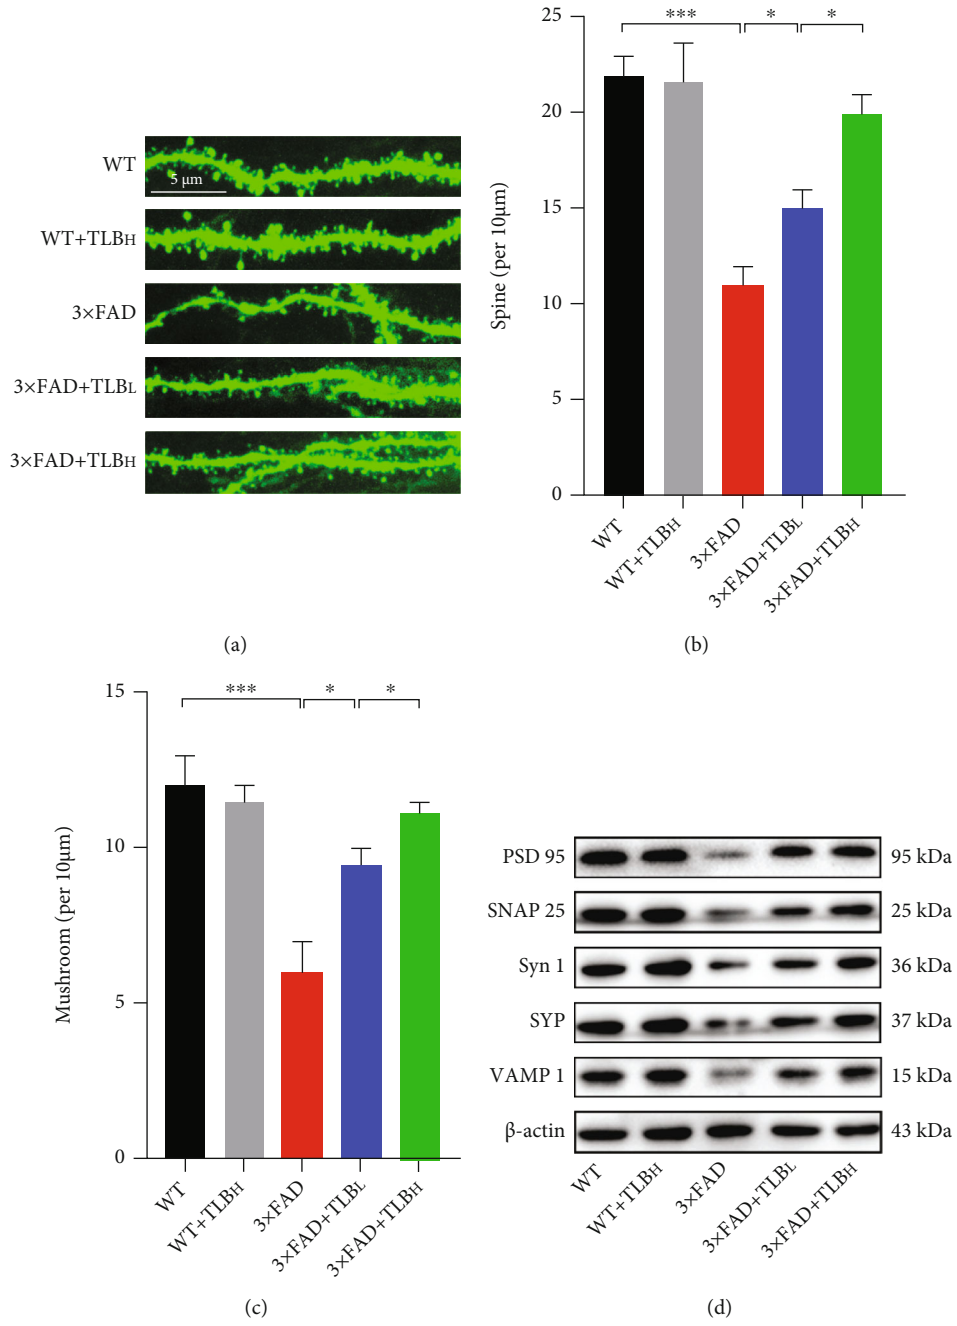 WT
5 μm
WT+TLBH
3×FAD
3×FAD+TLBL
3×FAD+TLBH
(a)
*** * *
25
20
15
10
5
0
Spine (per 10μm)
WT
WT+TLBH
3×FAD
3×FAD+TLBL
3×FAD+TLBH
(b)
*** * *
15
10
5
0
Mushroom (per 10μm)
WT
WT+TLBH
3×FAD
3×FAD+TLBL
3×FAD+TLBH
(c)
PSD 95 95 kDa
SNAP 25 25 kDa
Syn 1 36 kDa
SYP 37 kDa
VAMP 1 15 kDa
β-actin 43 kDa
WT
WT+TLBH
3×FAD
3×FAD+TLBL
3×FAD+TLBH
(d)